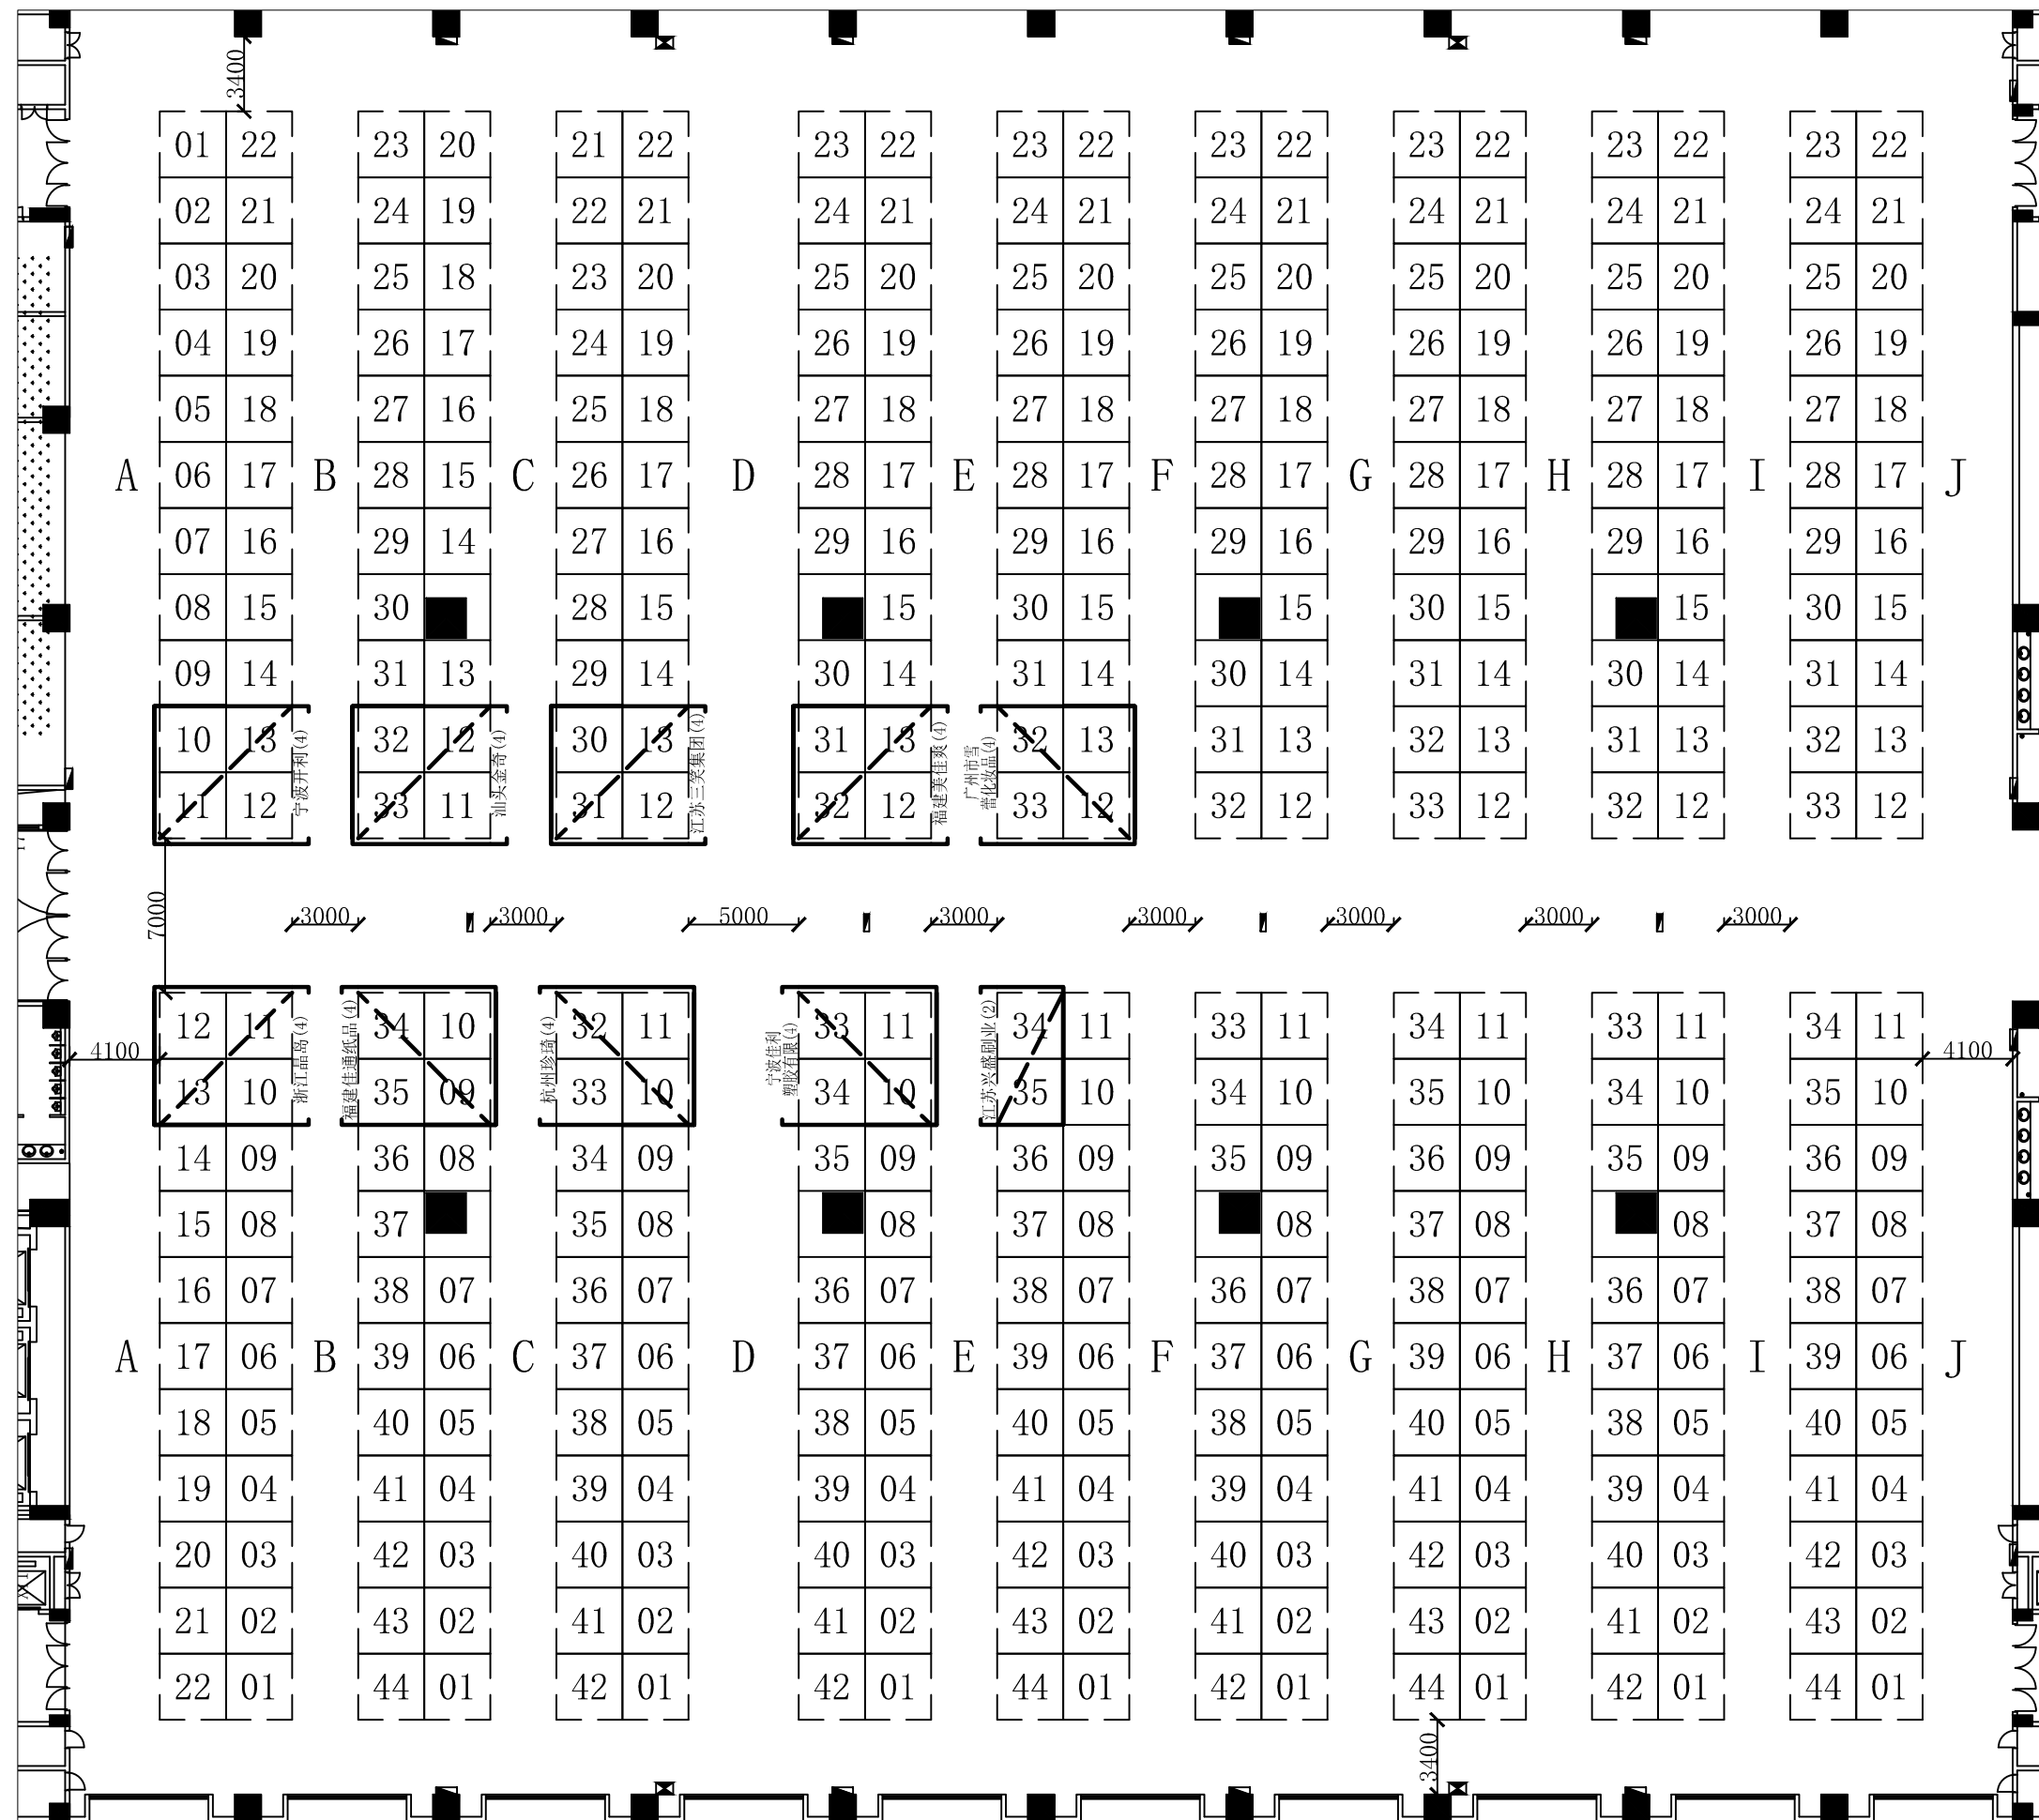 3400
01 22 23 20 21 22 23 22 23 22 23 22 23 22 23 22 23 22
02 21 24 19 22 21 24 21 24 21 24 21 24 21 24 21 24 21
03 20 25 18 23 20 25 20 25 20 25 20 25 20 25 20 25 20
04 19 26 17 24 19 26 19 26 19 26 19 26 19 26 19 26 19
05 18 27 16 25 18 27 18 27 18 27 18 27 18 27 18 27 18
A 06 17 B 28 15 C 26 17 D 28 17 E 28 17 F 28 17 G 28 17 H 28 17 I 28 17 J
07 16 29 14 27 16 29 16 29 16 29 16 29 16 29 16 29 16
08 15 30 28 15 15 30 15 15 30 15 15 30 15
09 14 31 13 29 14 30 14 31 14 30 14 31 14 30 14 31 14
10 13 32 12 30 13 31 13 32 13 31 13 32 13 31 13 32 13
11 12 33 11 31 12 32 12 33 12 32 12 33 12 32 12 33 12
宁波开利(4)
汕头金奇(4)
江苏三笑集团(4)
福建美佳爽(4)
广州市雪
蕾化妆品(4)
7000
3000 3000 5000 3000 3000 3000 3000 3000
12 11 34 10 32 11 33 11 34 11 33 11 34 11 33 11 34 11
4100 4100
13 10 35 09 33 10 34 10 35 10 34 10 35 10 34 10 35 10
浙江晶岛(4)
福建佳通纸品(4)
杭州珍琦(4)
宁波佳利
塑胶有限(4)
江苏兴盛刷业(2)
14 09 36 08 34 09 35 09 36 09 35 09 36 09 35 09 36 09
15 08 37 35 08 08 37 08 08 37 08 08 37 08
16 07 38 07 36 07 36 07 38 07 36 07 38 07 36 07 38 07
A 17 06 B 39 06 C 37 06 D 37 06 E 39 06 F 37 06 G 39 06 H 37 06 I 39 06 J
18 05 40 05 38 05 38 05 40 05 38 05 40 05 38 05 40 05
19 04 41 04 39 04 39 04 41 04 39 04 41 04 39 04 41 04
20 03 42 03 40 03 40 03 42 03 40 03 42 03 40 03 42 03
21 02 43 02 41 02 41 02 43 02 41 02 43 02 41 02 43 02
22 01 44 01 42 01 42 01 44 01 42 01 44 01 42 01 44 01
3400